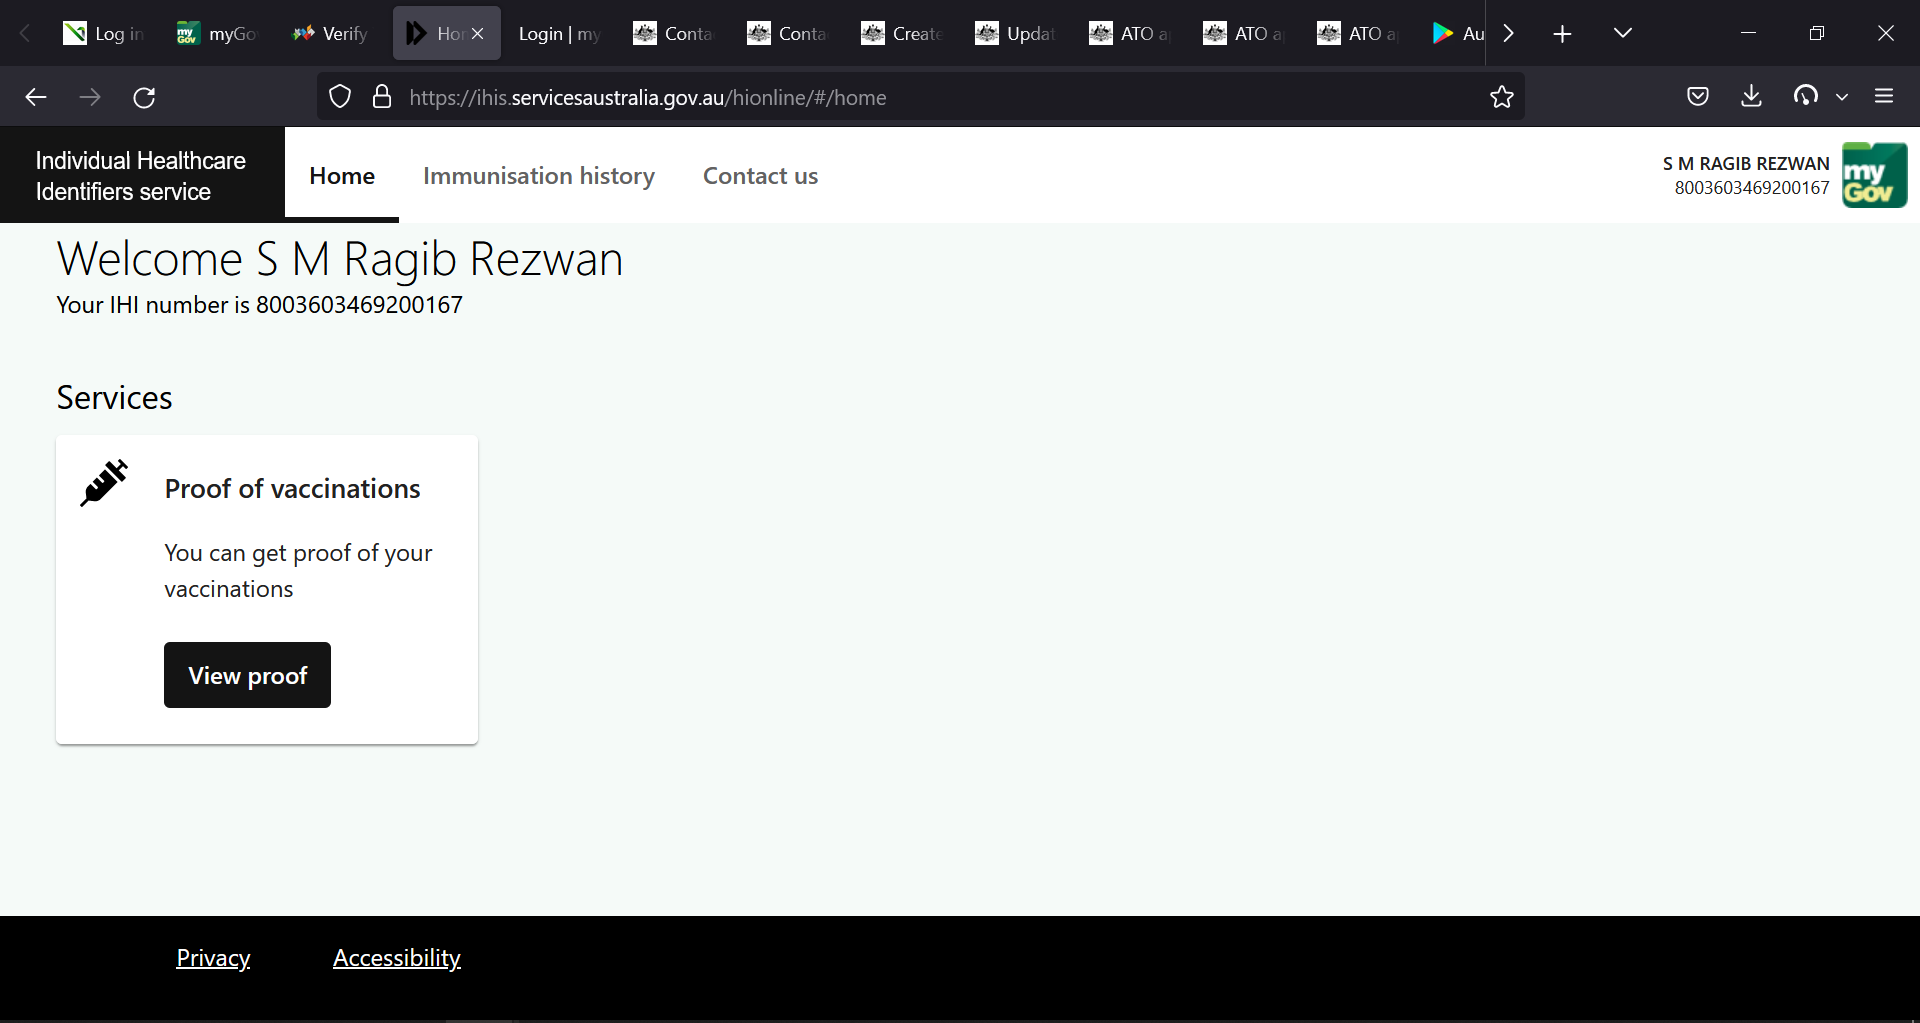 Log in
myGo
Verify
Hor
Login | my
Conta
Conta
Create
Updat
ATO a
ATO a
ATO a
Au
https://ihis.servicesaustralia.gov.au/hionline/#/home
Individual Healthcare
Identifiers service
Home
Immunisation history
Contact us
S M RAGIB REZWAN
8003603469200167
my
Gov
Welcome S M Ragib Rezwan
Your IHI number is 8003603469200167
Services
Proof of vaccinations
You can get proof of your
vaccinations
View proof
Privacy
Accessibility